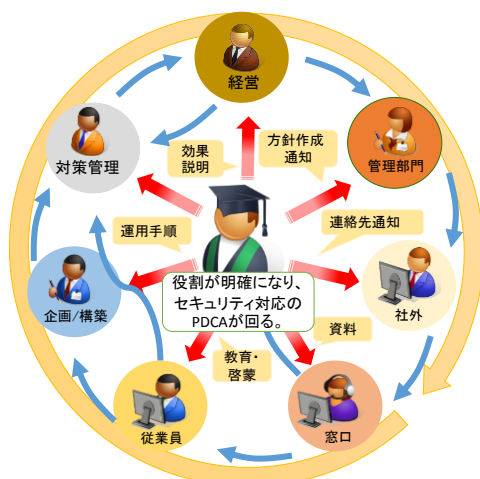 経営
効果
説明
方針作成
通知
対策管理
管理部門
運用手順
連絡先通知
役割が明確になり、
セキュリティ対応の
PDCAが回る。
企画/構築
社外
資料
教育・
啓蒙
従業員
窓口